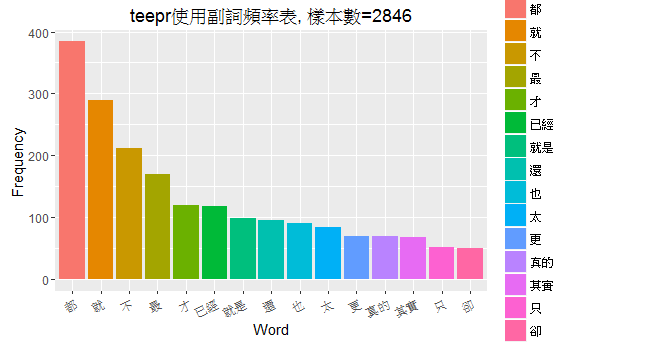 teepr使用副詞頻率表, 樣本數=2846
Frequency
400
300
200
100
0
都
就
不
最
才
已經
就是
還
也
太
更
真的
其實
只
卻
Word
都
就
不
最
才
已經
就是
還
也
太
更
真的
其實
只
卻